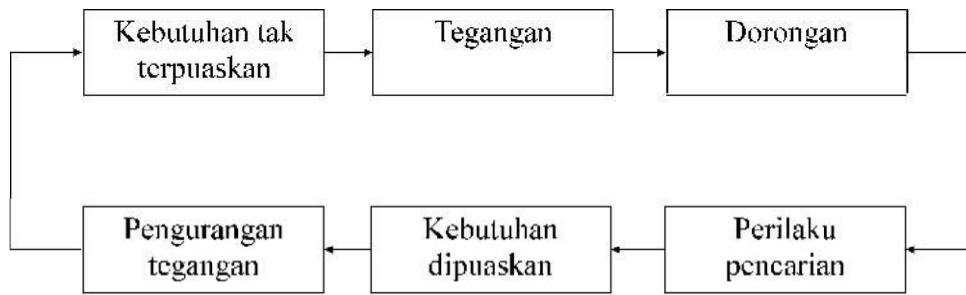 Kebutuhan tak
terpuaskan
Tegangan
Dorongan
Pengurangan
tegangan
Kebutuhan
dipuaskan
Perilaku
pencarian